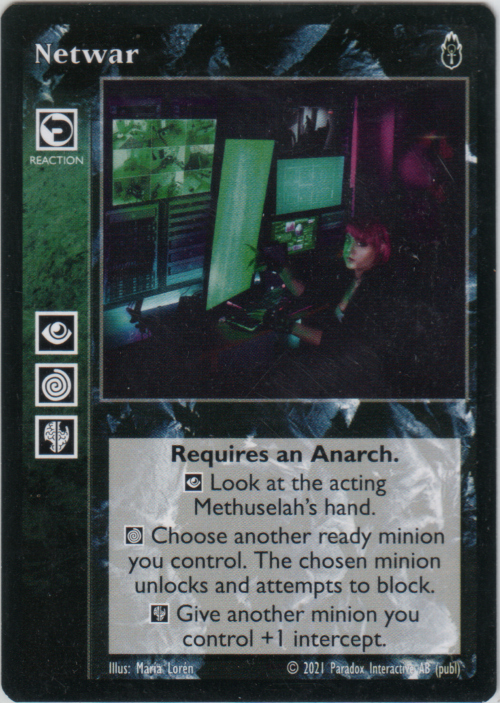 Netwar
REACTION
Requires an Anarch.
Look at the acting
Methuselah's hand.
Choose another ready minion
you control. The chosen minion
unlocks and attempts to block.
Give another minion you
control +1 intercept.
Illus: María Lorén © 2021 Paradox Interactive AB (publ)